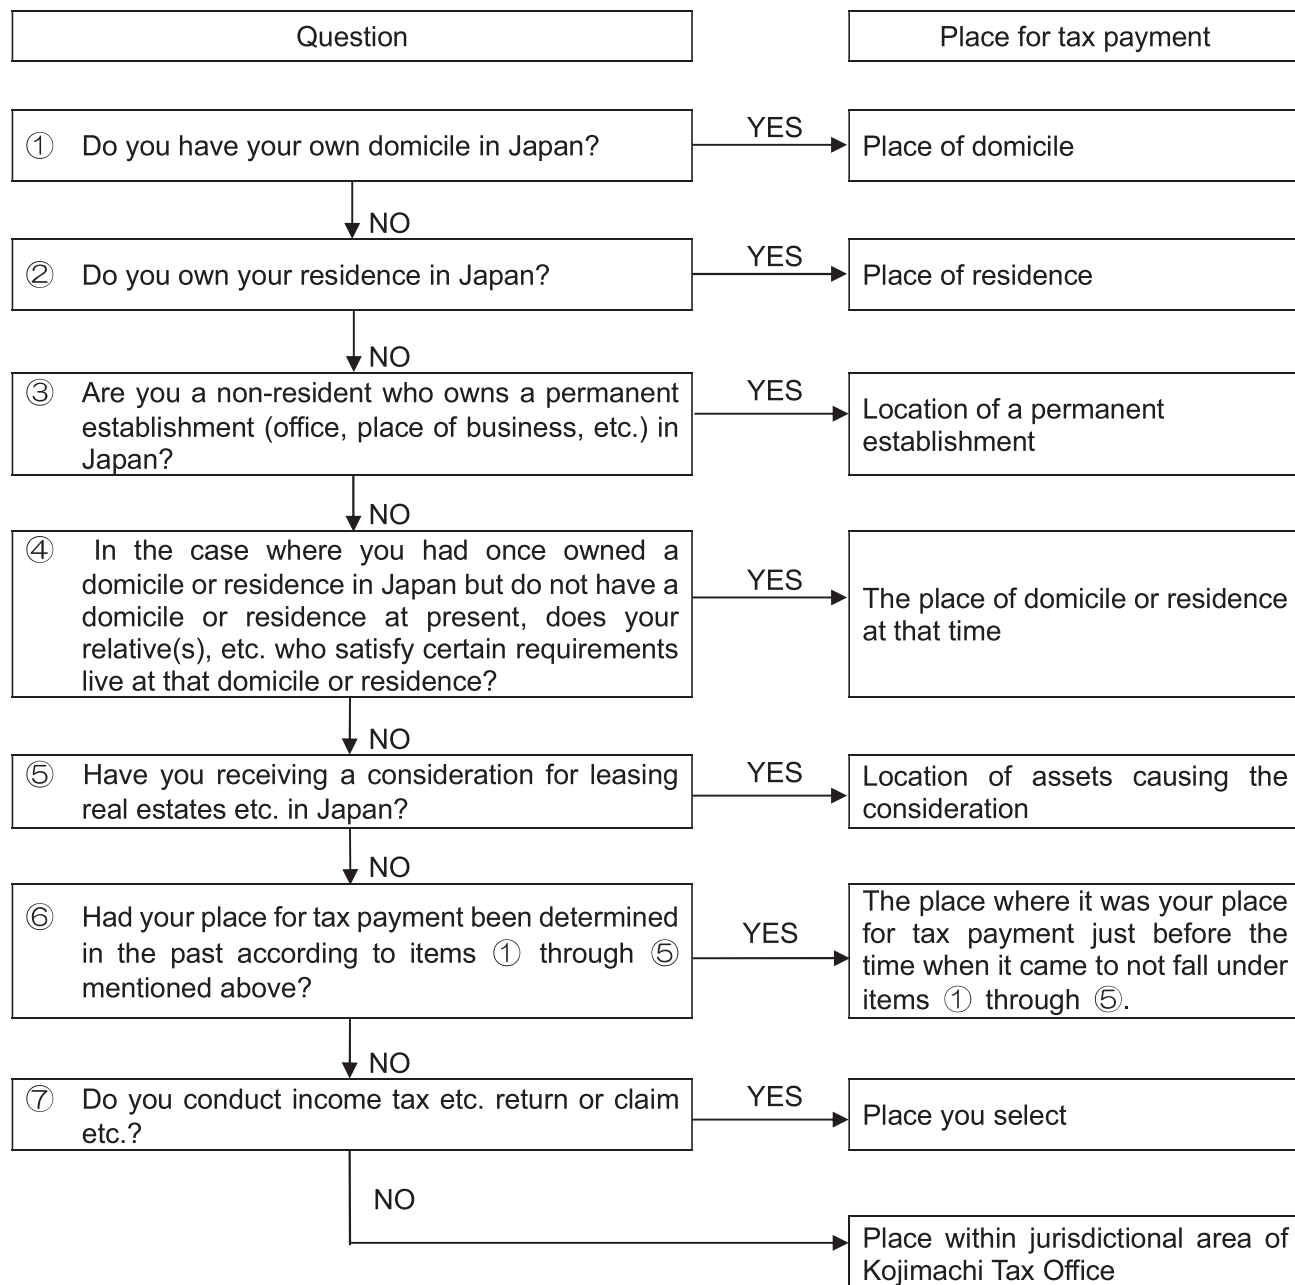 Question
Place for tax payment
① Do you have your own domicile in Japan?
YES
Place of domicile
NO
② Do you own your residence in Japan?
YES
Place of residence
NO
③ Are you a non-resident who owns a permanent
establishment (office, place of business, etc.) in
Japan?
YES
Location of a permanent
establishment
NO
④ In the case where you had once owned a
domicile or residence in Japan but do not have a
domicile or residence at present, does your
relative(s), etc. who satisfy certain requirements
live at that domicile or residence?
YES
The place of domicile or residence
at that time
NO
⑤ Have you receiving a consideration for leasing
real estates etc. in Japan?
YES
Location of assets causing the
consideration
NO
⑥ Had your place for tax payment been determined
in the past according to items ① through ⑤
mentioned above?
YES
The place where it was your place
for tax payment just before the
time when it came to not fall under
items ① through ⑤.
NO
⑦ Do you conduct income tax etc. return or claim
etc.?
YES
Place you select
NO
Place within jurisdictional area of
Kojimachi Tax Office